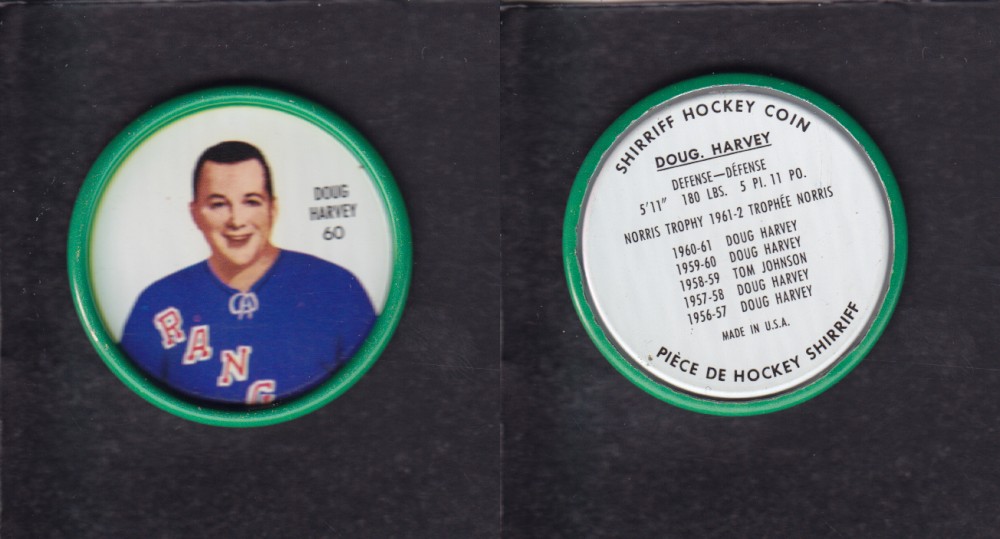 DOUG
HARVEY
60
RANG
SHIRRIFF HOCKEY COIN
DOUG. HARVEY
DEFENSE—DÉFENSE
5'11" 180 LBS. 5 PI. 11 PO.
NORRIS TROPHY 1961-2 TROPHÉE NORRIS
1960-61 DOUG HARVEY
1959-60 DOUG HARVEY
1958-59 TOM JOHNSON
1957-58 DOUG HARVEY
1956-57 DOUG HARVEY
MADE IN U.S.A.
PIÈCE DE HOCKEY SHIRRIFF